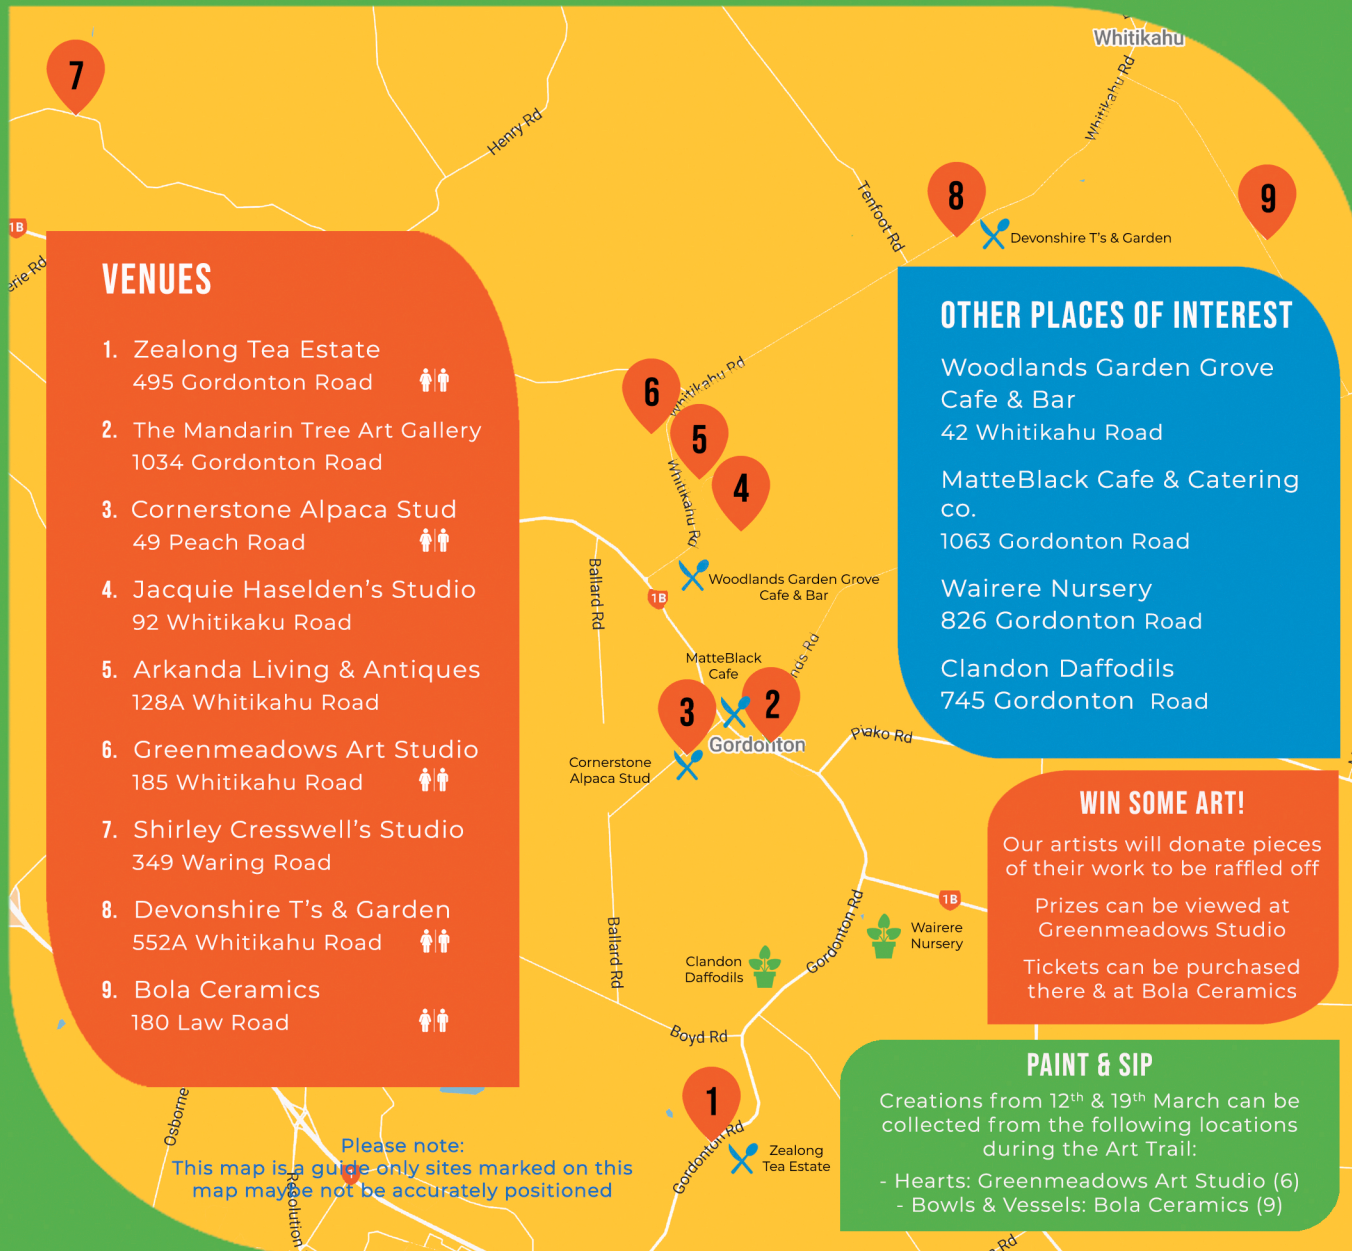 Whitikahu
7
Whitikahu Rd
Henry Rd
8
9
Tenfoot Rd
1B
Devonshire T's & Garden
erie Rd
VENUES
1. Zealong Tea Estate
495 Gordonton Road
2. The Mandarin Tree Art Gallery
1034 Gordonton Road
3. Cornerstone Alpaca Stud
49 Peach Road
4. Jacquie Haselden's Studio
92 Whitikaku Road
5. Arkanda Living & Antiques
128A Whitikahu Road
6. Greenmeadows Art Studio
185 Whitikahu Road
7. Shirley Cresswell's Studio
349 Waring Road
8. Devonshire T's & Garden
552A Whitikahu Road
9. Bola Ceramics
180 Law Road
OTHER PLACES OF INTEREST
Woodlands Garden Grove
Cafe & Bar
42 Whitikahu Road
MatteBlack Cafe & Catering
co.
1063 Gordonton Road
Wairere Nursery
826 Gordonton Road
Clandon Daffodils
745 Gordonton Road
Whitikahu Rd
6
5
4
Whitikahu Rd
Ballard Rd
Woodlands Garden Grove
Cafe & Bar
1B
nds Rd
MatteBlack
Cafe
3
2
Gordonton
Piako Rd
Cornerstone
Alpaca Stud
WIN SOME ART!
Our artists will donate pieces
of their work to be raffled off
Prizes can be viewed at
Greenmeadows Studio
Tickets can be purchased
there & at Bola Ceramics
1B
Gordonton Rd
Wairere
Nursery
Ballard Rd
Clandon
Daffodils
Boyd Rd
PAINT & SIP
Creations from 12th & 19th March can be
collected from the following locations
during the Art Trail:
- Hearts: Greenmeadows Art Studio (6)
- Bowls & Vessels: Bola Ceramics (9)
1
Gordonton Rd
Zealong
Tea Estate
Osborne
Resolution
Please note:
This map is a guide only sites marked on this
map maybe not be accurately positioned
1
Rd